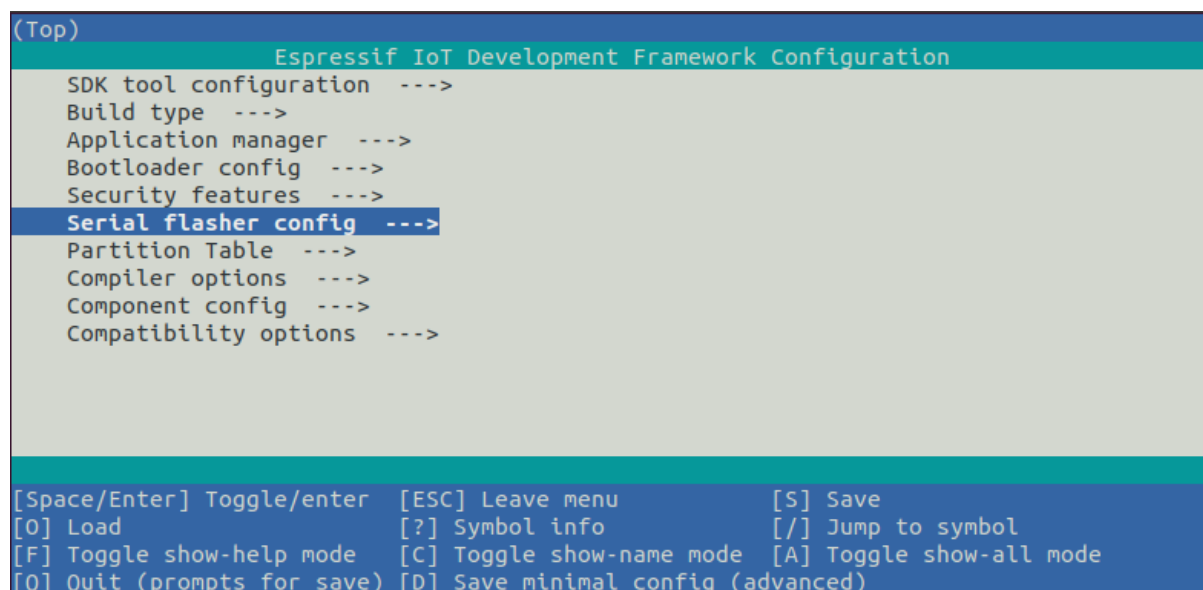 (Top)
Espressif IoT Development Framework Configuration
SDK tool configuration --->
Build type --->
Application manager --->
Bootloader config --->
Security features --->
Serial flasher config --->
Partition Table --->
Compiler options --->
Component config --->
Compatibility options --->
[Space/Enter] Toggle/enter [ESC] Leave menu [S] Save
[O] Load [?] Symbol info [/] Jump to symbol
[F] Toggle show-help mode [C] Toggle show-name mode [A] Toggle show-all mode
[Q] Quit (prompts for save) [D] Save minimal config (advanced)